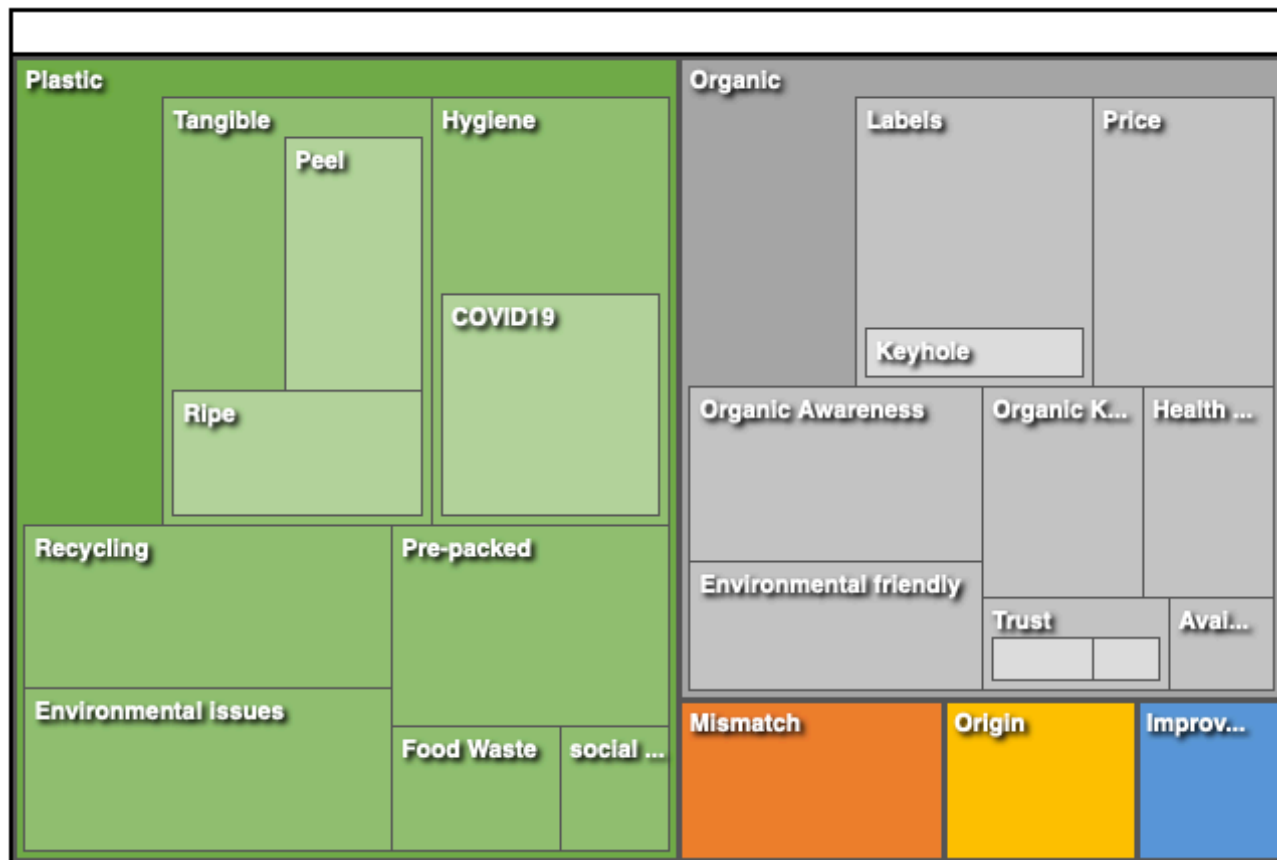 Plastic
Tangible
Hygiene
Peel
COVID19
Ripe
Recycling
Pre-packed
Environmental issues
Food Waste
social ...
Organic
Labels
Price
Keyhole
Organic Awareness
Organic K...
Health ...
Environmental friendly
Trust
Avai...
Mismatch
Origin
Improv...